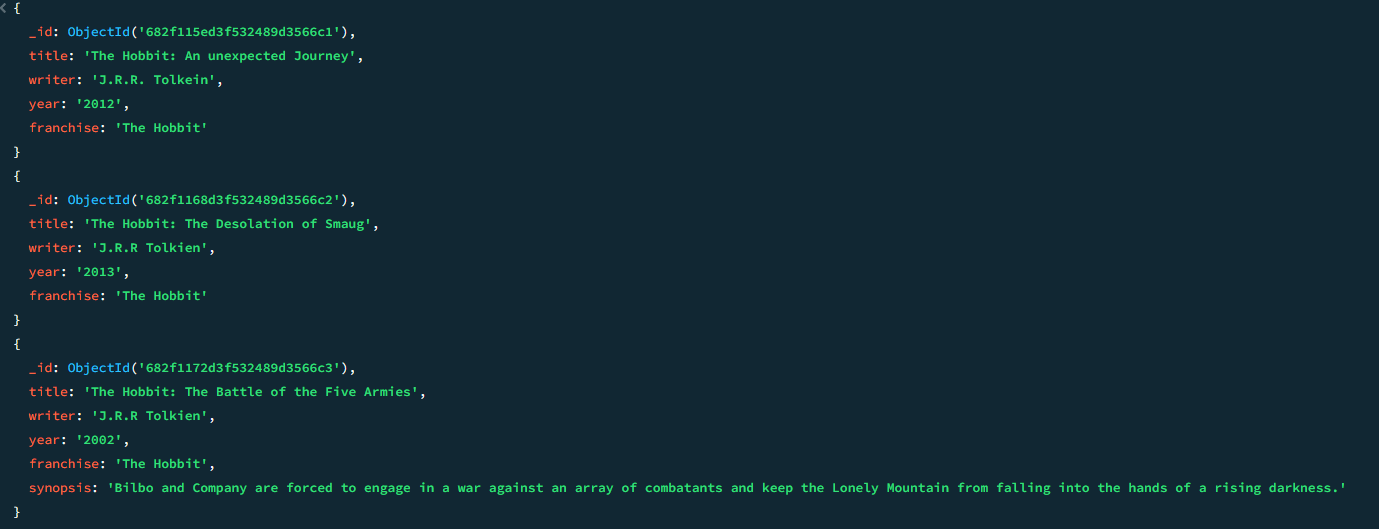 {
_id: ObjectId('682f115ed3f532489d3566c1'),
title: 'The Hobbit: An unexpected Journey',
writer: 'J.R.R. Tolkein',
year: '2012',
franchise: 'The Hobbit'
}
{
_id: ObjectId('682f1168d3f532489d3566c2'),
title: 'The Hobbit: The Desolation of Smaug',
writer: 'J.R.R Tolkien',
year: '2013',
franchise: 'The Hobbit'
}
{
_id: ObjectId('682f1172d3f532489d3566c3'),
title: 'The Hobbit: The Battle of the Five Armies',
writer: 'J.R.R Tolkien',
year: '2002',
franchise: 'The Hobbit',
synopsis: 'Bilbo and Company are forced to engage in a war against an array of combatants and keep the Lonely Mountain from falling into the hands of a rising darkness.'
}